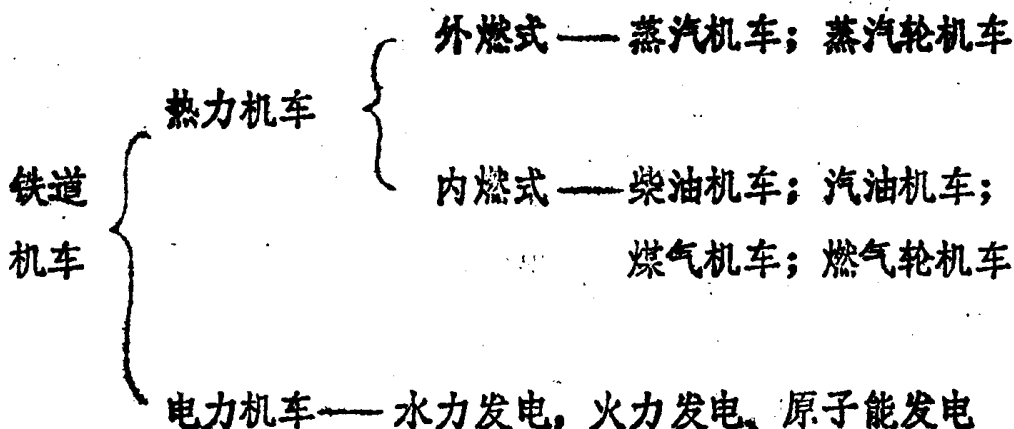 外燃式——蒸汽机车；蒸汽轮机车
热力机车
铁道
机车
内燃式——柴油机车；汽油机车；
煤气机车；燃气轮机车
电力机车——水力发电，火力发电、原子能发电